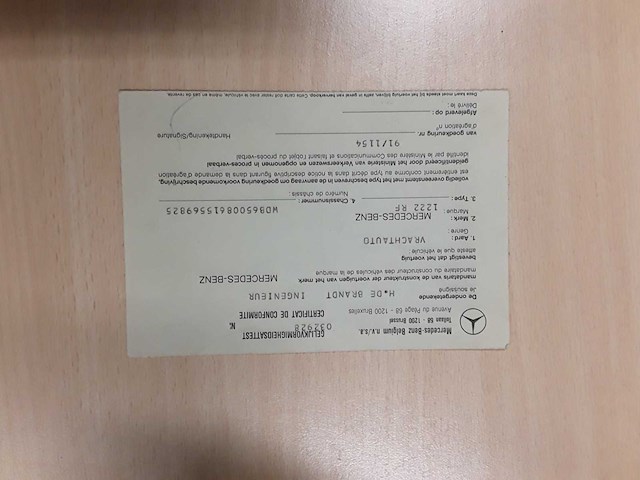 Mercedes-Benz Belgium n.v./s.a.
Tollaan 68 - 1200 Brussel
Avenue du Péage 68 - 1200 Bruxelles
GELIJKVORMIGHEIDSATTEST
CERTIFICAT DE CONFORMITE
N. 032928
De ondergetekende
Je soussigné
H. DE BRANDT INGENIEUR
mandataris van de konstrukteur der voertuigen van het merk
mandataire du constructeur des véhicules de la marque
MERCEDES-BENZ
bevestigt dat het voertuig
atteste que le véhicule
1. Aard :
Genre :
VRACHTAUTO
2. Merk :
Marque :
MERCEDES-BENZ
3. Type : 1222 RF
4. Chassisnummer :
Numéro de châssis :
WDB65008615569825
volledig overeenstemt met het type beschreven in de aanvraag om goedkeuring voorkomende beschrijving,
est entièrement conforme au type décrit dans la notice descriptive figurant dans la demande d'agréation
geïdentificeerd door het Ministerie van Verkeerswezen en opgenomen in proces-verbaal
identifié par le Ministère des Communications et faisant l'objet du procès-verbal
van goedkeuring nr.
d'agréation n°
91/1154
Handtekening/Signature
Afgeleverd op :
Délivré le :